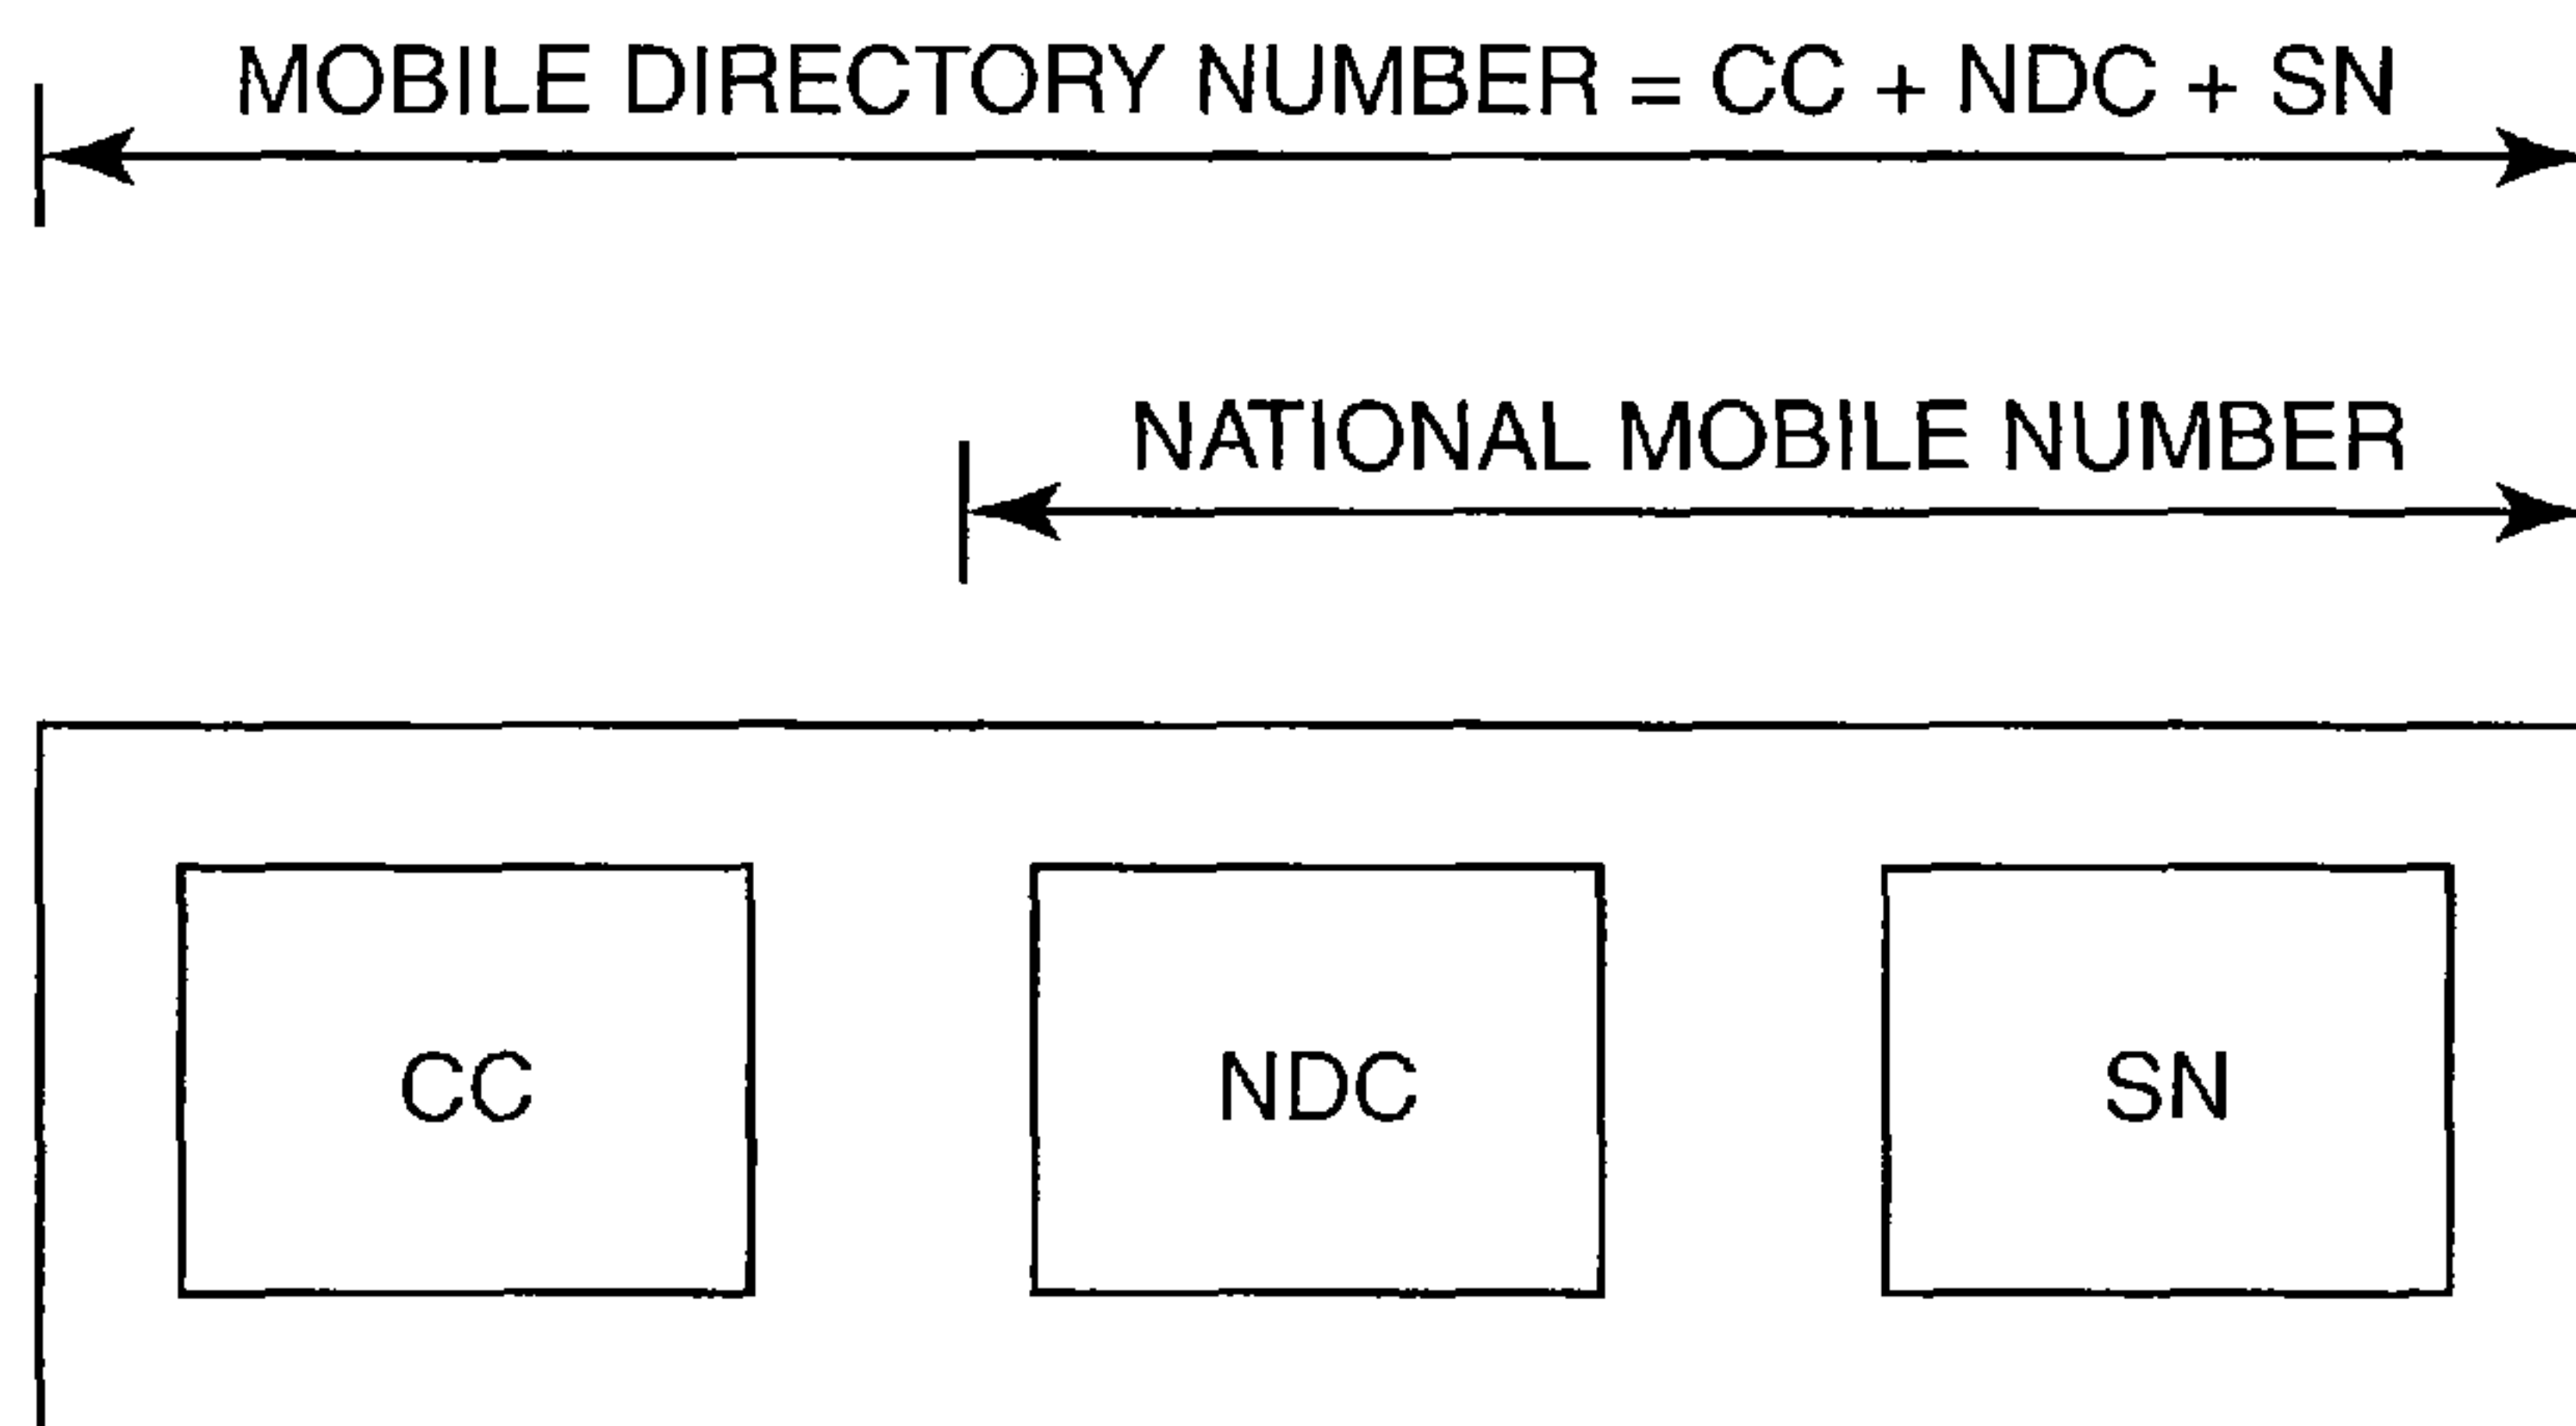 MOBILE DIRECTORY NUMBER = CC + NDC + SN
NATIONAL MOBILE NUMBER
CC
NDC
SN